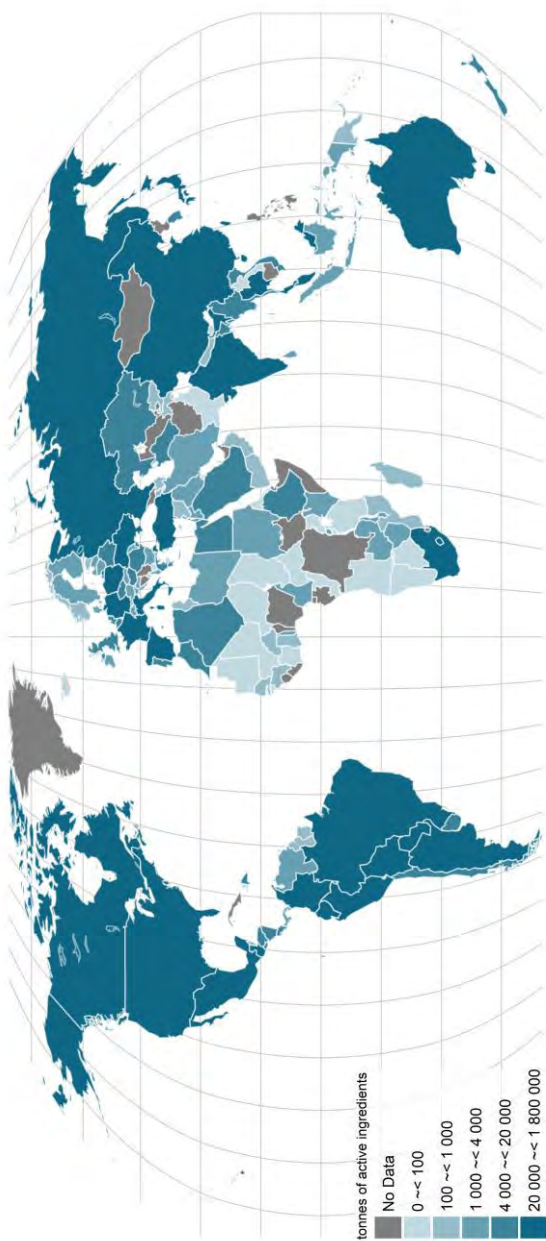 tonnes of active ingredients
No Data
0 ~< 100
100 ~< 1 000
1 000 ~< 4 000
4 000 ~< 20 000
20 000 ~< 1 800 000